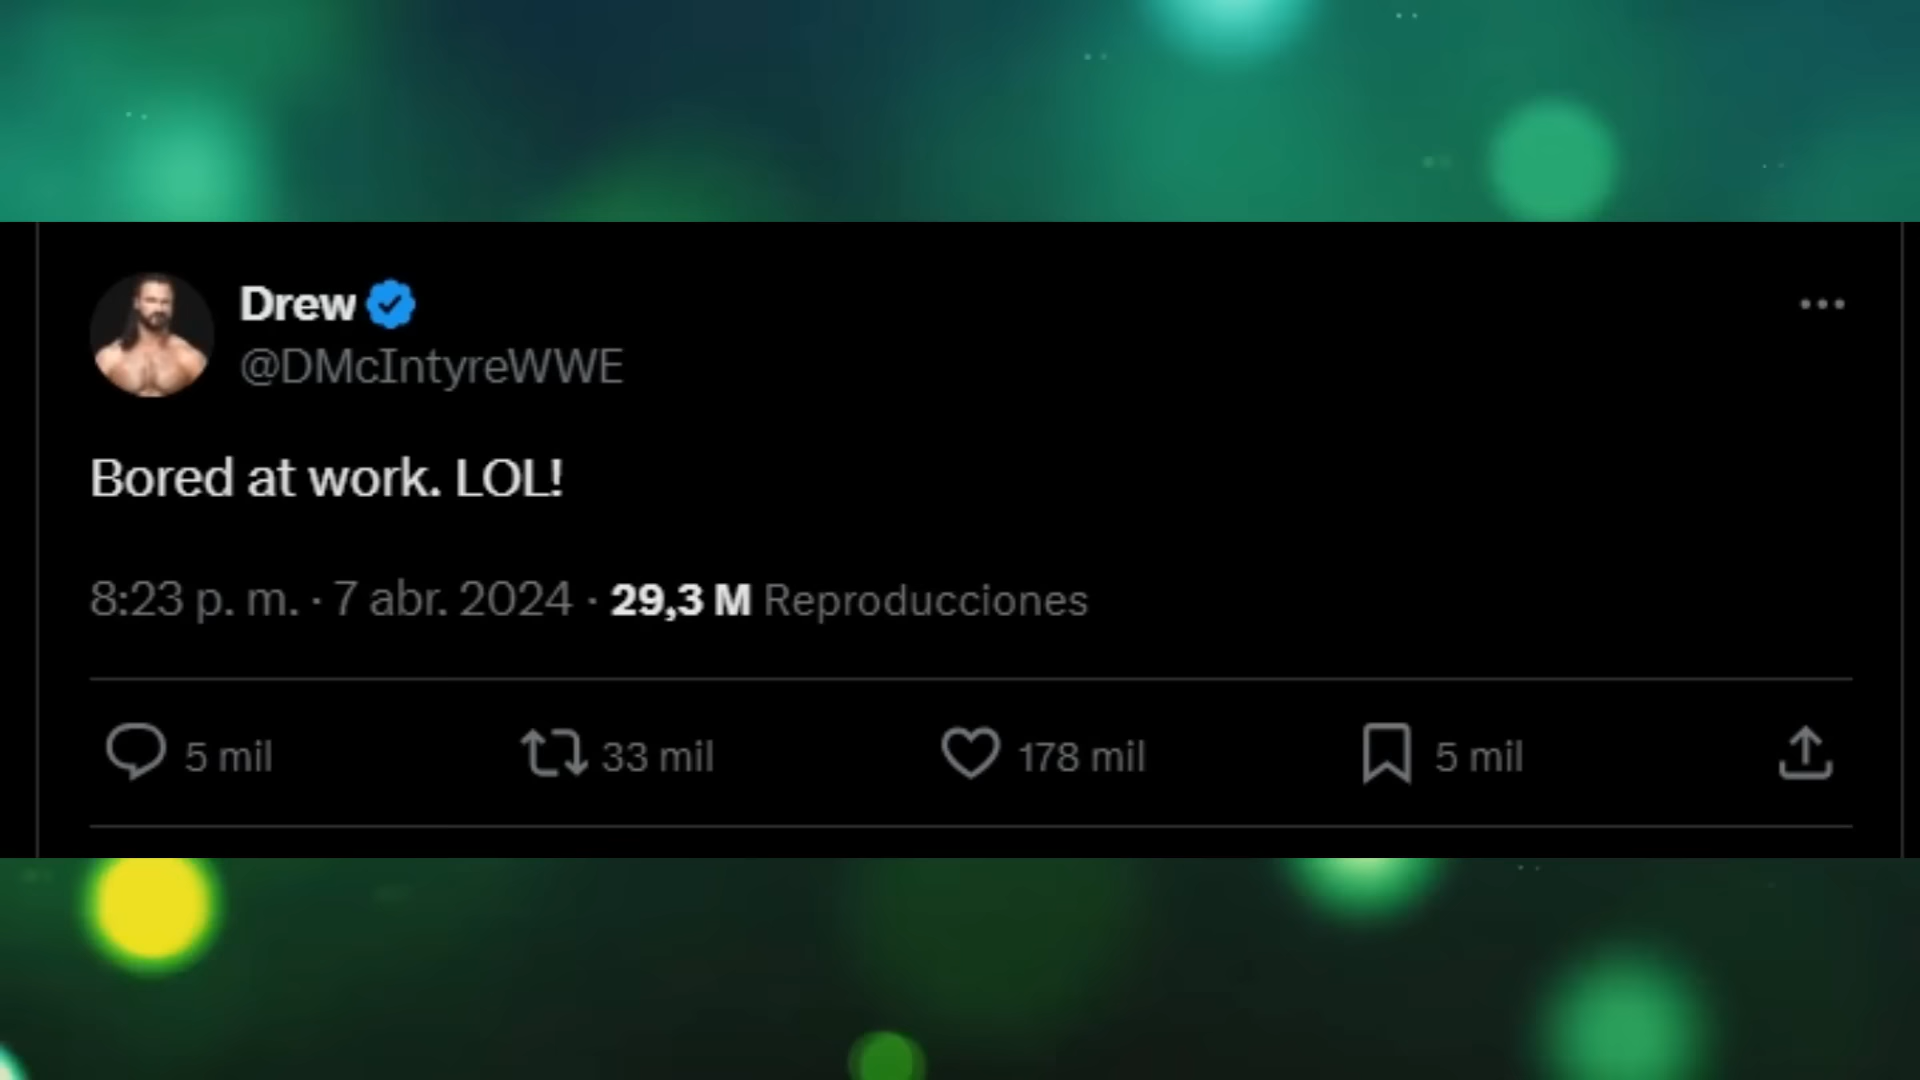 Drew
@DMcIntyreWWE
Bored at work. LOL!
8:23 p. m. · 7 abr. 2024 · 29,3 M Reproducciones
5 mil 33 mil 178 mil 5 mil